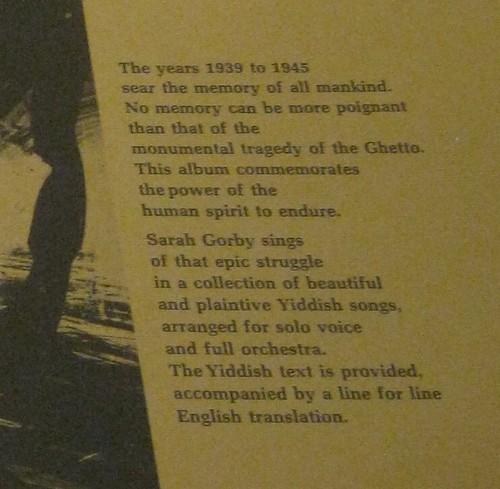 The years 1939 to 1945
sear the memory of all mankind.
No memory can be more poignant
than that of the
monumental tragedy of the Ghetto.
This album commemorates
the power of the
human spirit to endure.
Sarah Gorby sings
of that epic struggle
in a collection of beautiful
and plaintive Yiddish songs,
arranged for solo voice
and full orchestra.
The Yiddish text is provided,
accompanied by a line for line
English translation.